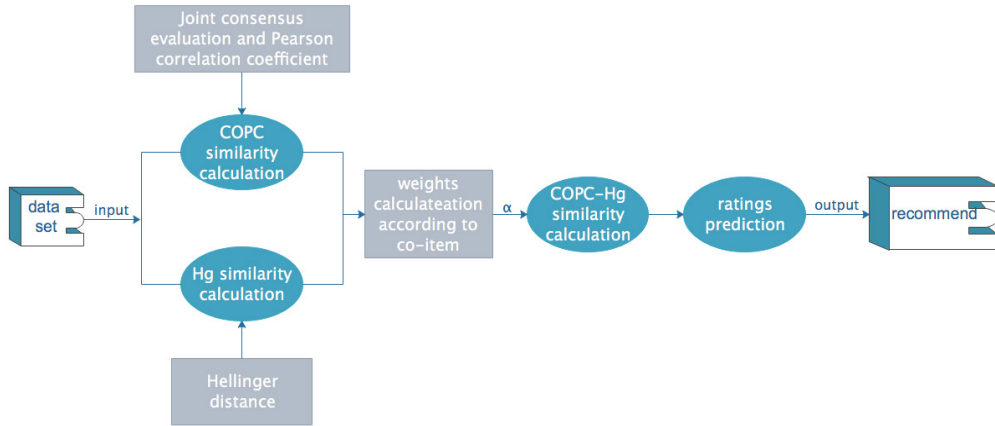 Joint consensus
evaluation and Pearson
correlation coefficient
COPC
similarity
calculation
data
set
input
Hg similarity
calculation
Hellinger
distance
weights
calculateation
according to
co-item
α
COPC-Hg
similarity
calculation
ratings
prediction
output
recommend